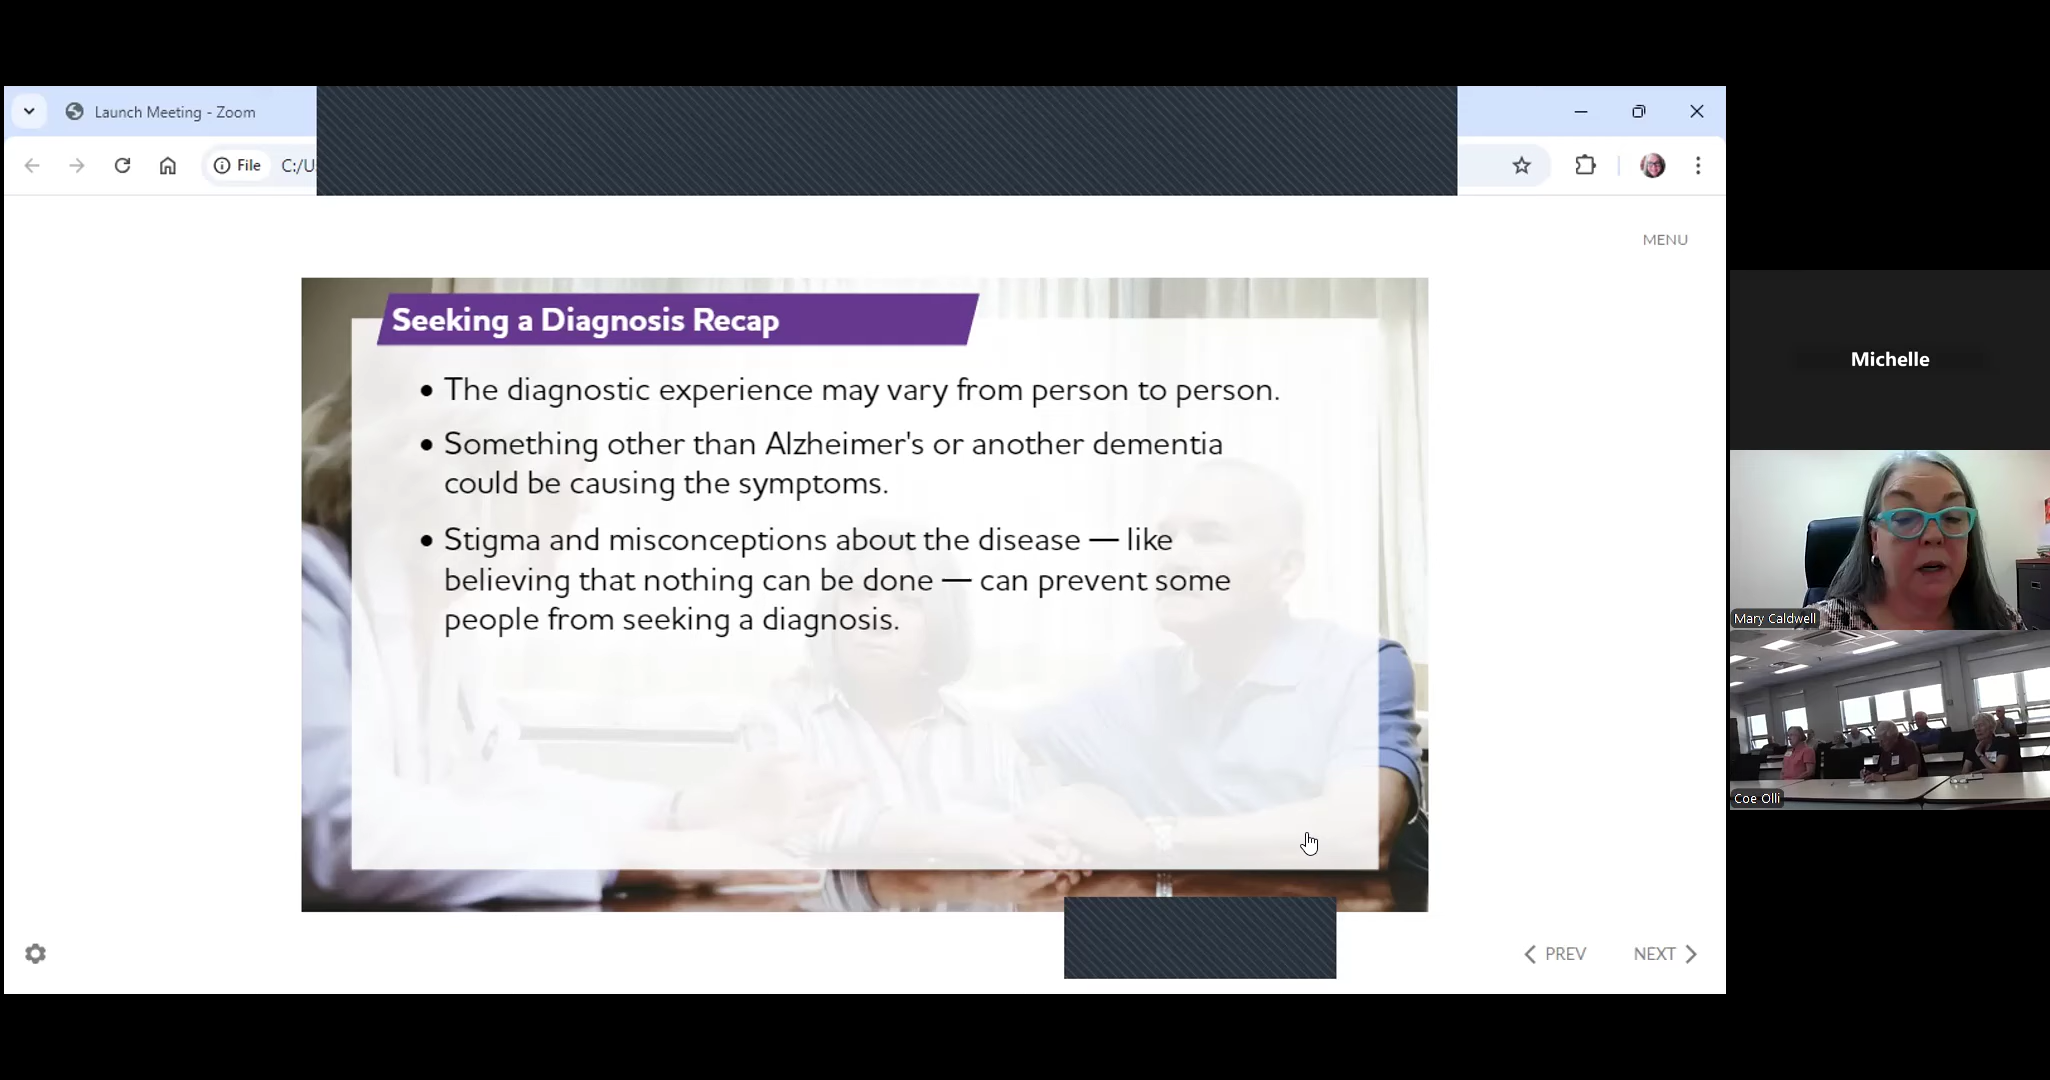 Launch Meeting - Zoom
File C:/U
MENU
Seeking a Diagnosis Recap
• The diagnostic experience may vary from person to person.
• Something other than Alzheimer's or another dementia
could be causing the symptoms.
• Stigma and misconceptions about the disease — like
believing that nothing can be done — can prevent some
people from seeking a diagnosis.
PREV NEXT
Michelle
Mary Caldwell
Coe Olli